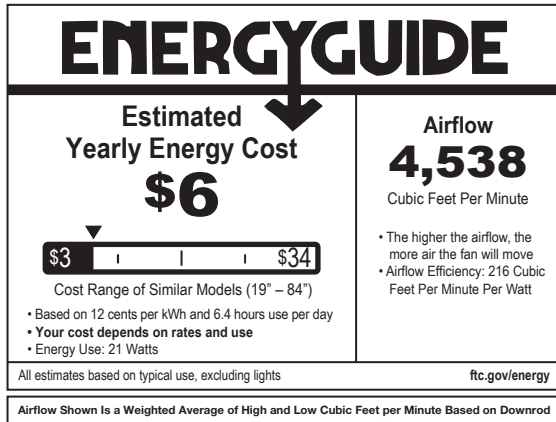 ENERGYGUIDE
Estimated
Yearly Energy Cost
$6
$3
$34
Cost Range of Similar Models (19” – 84”)
• Based on 12 cents per kWh and 6.4 hours use per day
• Your cost depends on rates and use
• Energy Use: 21 Watts
Airflow
4,538
Cubic Feet Per Minute
• The higher the airflow, the
more air the fan will move
• Airflow Efficiency: 216 Cubic
Feet Per Minute Per Watt
All estimates based on typical use, excluding lights
ftc.gov/energy
Airflow Shown Is a Weighted Average of High and Low Cubic Feet per Minute Based on Downrod